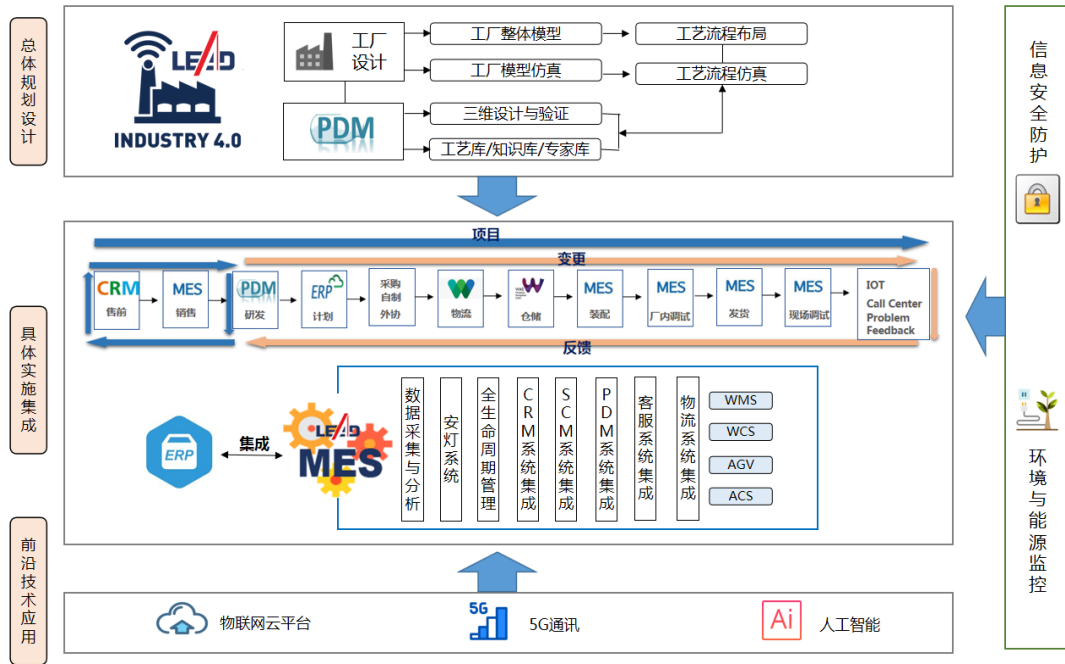 总体规划设计
LEAD
INDUSTRY 4.0
工厂
设计
工厂整体模型
工艺流程布局
工厂模型仿真
工艺流程仿真
PDM
三维设计与验证
工艺库/知识库/专家库
具体实施集成
项目
变更
CRM
售前
MES
销售
PDM
研发
ERP
计划
采购
自制
外协
物流
仓储
MES
装配
MES
厂内调试
MES
发货
MES
现场调试
IOT
Call Center
Problem
Feedback
反馈
ERP
集成
LEAD
MES
数据采集与分析
安灯系统
全生命周期管理
CRM系统集成
SCM系统集成
PDM系统集成
客服系统集成
物流系统集成
WMS
WCS
AGV
ACS
前沿技术应用
物联网云平台
5G
5G通讯
Ai
人工智能
信息安全防护
环境与能源监控